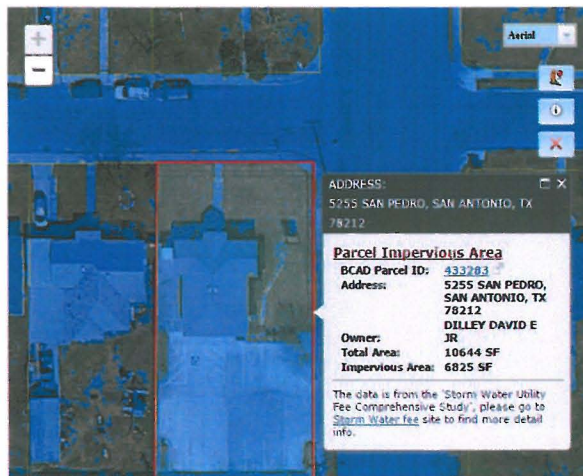 Aerial
ADDRESS:
5255 SAN PEDRO, SAN ANTONIO, TX
78212
Parcel Impervious Area
BCAD Parcel ID: 433283
Address: 5255 SAN PEDRO,
SAN ANTONIO, TX
78212
DILLEY DAVID E
Owner: JR
Total Area: 10644 SF
Impervious Area: 6825 SF
The data is from the 'Storm Water Utility
Fee Comprehensive Study', please go to
Storm Water fee site to find more detail
info.